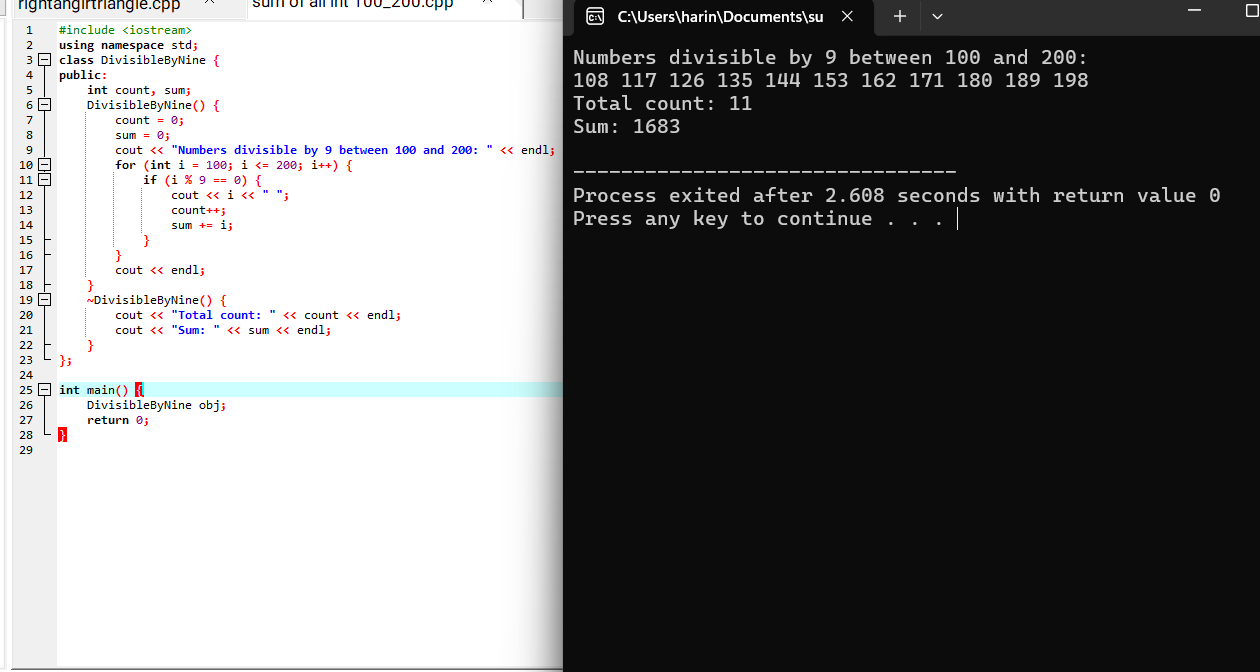 rightanglrtriangle.cpp
sum of all int 100_200.cpp
1 #include <iostream>
2 using namespace std;
3 class DivisibleByNine {
4 public:
5 int count, sum;
6 DivisibleByNine() {
7 count = 0;
8 sum = 0;
9 cout << "Numbers divisible by 9 between 100 and 200: " << endl;
10 for (int i = 100; i <= 200; i++) {
11 if (i % 9 == 0) {
12 cout << i << " ";
13 count++;
14 sum += i;
15 }
16 }
17 cout << endl;
18 }
19 ~DivisibleByNine() {
20 cout << "Total count: " << count << endl;
21 cout << "Sum: " << sum << endl;
22 }
23 };
24
25 int main() {
26 DivisibleByNine obj;
27 return 0;
28 }
29
C:\Users\harin\Documents\su
Numbers divisible by 9 between 100 and 200:
108 117 126 135 144 153 162 171 180 189 198
Total count: 11
Sum: 1683
--------------------------------
Process exited after 2.608 seconds with return value 0
Press any key to continue . . .